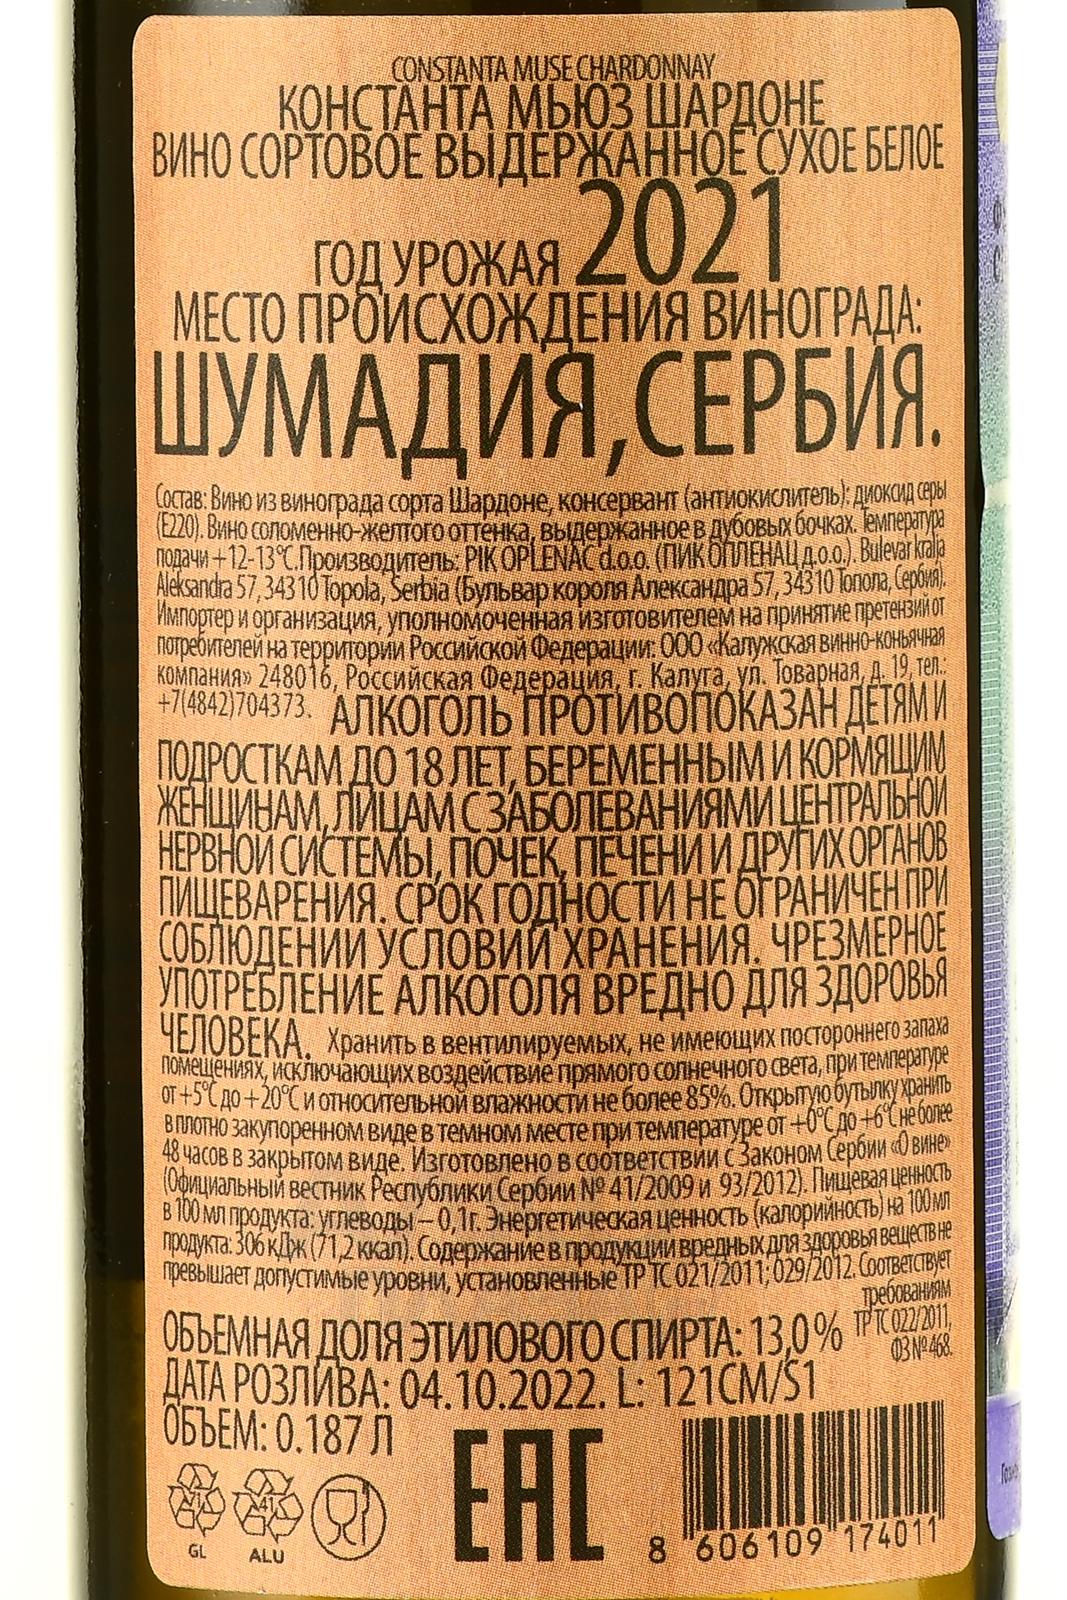 CONSTANTA MUSE CHARDONNAY
КОНСТАНТА МЬЮЗ ШАРДОНЕ
ВИНО СОРТОВОЕ ВЫДЕРЖАННОЕ СУХОЕ БЕЛОЕ
ГОД УРОЖАЯ 2021
МЕСТО ПРОИСХОЖДЕНИЯ ВИНОГРАДА:
ШУМАДИЯ, СЕРБИЯ.
Состав: Вино из винограда сорта Шардоне, консервант (антиокислитель): диоксид серы
(Е220). Вино соломенно-желтого оттенка, выдержанное в дубовых бочках. Температура
подачи +12-13°С. Производитель: PIK OPLENAC d.o.o. (ПИК ОПЛЕНАЦ д.о.о.). Bulevar kralja
Aleksandra 57, 34310 Topola, Serbia (Бульвар короля Александра 57, 34310 Топола, Сербия).
Импортер и организация, уполномоченная изготовителем на принятие претензий от
потребителей на территории Российской Федерации: ООО «Калужская винно-коньячная
компания» 248016, Российская Федерация, г. Калуга, ул. Товарная, д. 19, тел.:
+7(4842)704373. АЛКОГОЛЬ ПРОТИВОПОКАЗАН ДЕТЯМ И
ПОДРОСТКАМ ДО 18 ЛЕТ, БЕРЕМЕННЫМ И КОРМЯЩИМ
ЖЕНЩИНАМ, ЛИЦАМ С ЗАБОЛЕВАНИЯМИ ЦЕНТРАЛЬНОЙ
НЕРВНОЙ СИСТЕМЫ, ПОЧЕК, ПЕЧЕНИ И ДРУГИХ ОРГАНОВ
ПИЩЕВАРЕНИЯ. СРОК ГОДНОСТИ НЕ ОГРАНИЧЕН ПРИ
СОБЛЮДЕНИИ УСЛОВИЙ ХРАНЕНИЯ. ЧРЕЗМЕРНОЕ
УПОТРЕБЛЕНИЕ АЛКОГОЛЯ ВРЕДНО ДЛЯ ЗДОРОВЬЯ
ЧЕЛОВЕКА. Хранить в вентилируемых, не имеющих постороннего запаха
помещениях, исключающих воздействие прямого солнечного света, при температуре
от +5°С до +20°С и относительной влажности не более 85%. Открытую бутылку хранить
в плотно закупоренном виде в темном месте при температуре от +0°С до +6°С не более
48 часов в закрытом виде. Изготовлено в соответствии с Законом Сербии «О вине»
(Официальный вестник Республики Сербии № 41/2009 и 93/2012). Пищевая ценность
в 100 мл продукта: углеводы – 0,1г. Энергетическая ценность (калорийность) на 100 мл
продукта: 306 кДж (71,2 ккал). Содержание в продукции вредных для здоровья веществ не
превышает допустимые уровни, установленные ТР ТС 021/2011; 029/2012. Соответствует
требованиям
ТР ТС 022/2011,
ФЗ № 468.
ОБЪЕМНАЯ ДОЛЯ ЭТИЛОВОГО СПИРТА: 13,0 %
ДАТА РОЗЛИВА: 04.10.2022. L: 121CM/S1
ОБЪЕМ: 0.187 Л
EAC
71
GL
41
ALU
8 606109 174011